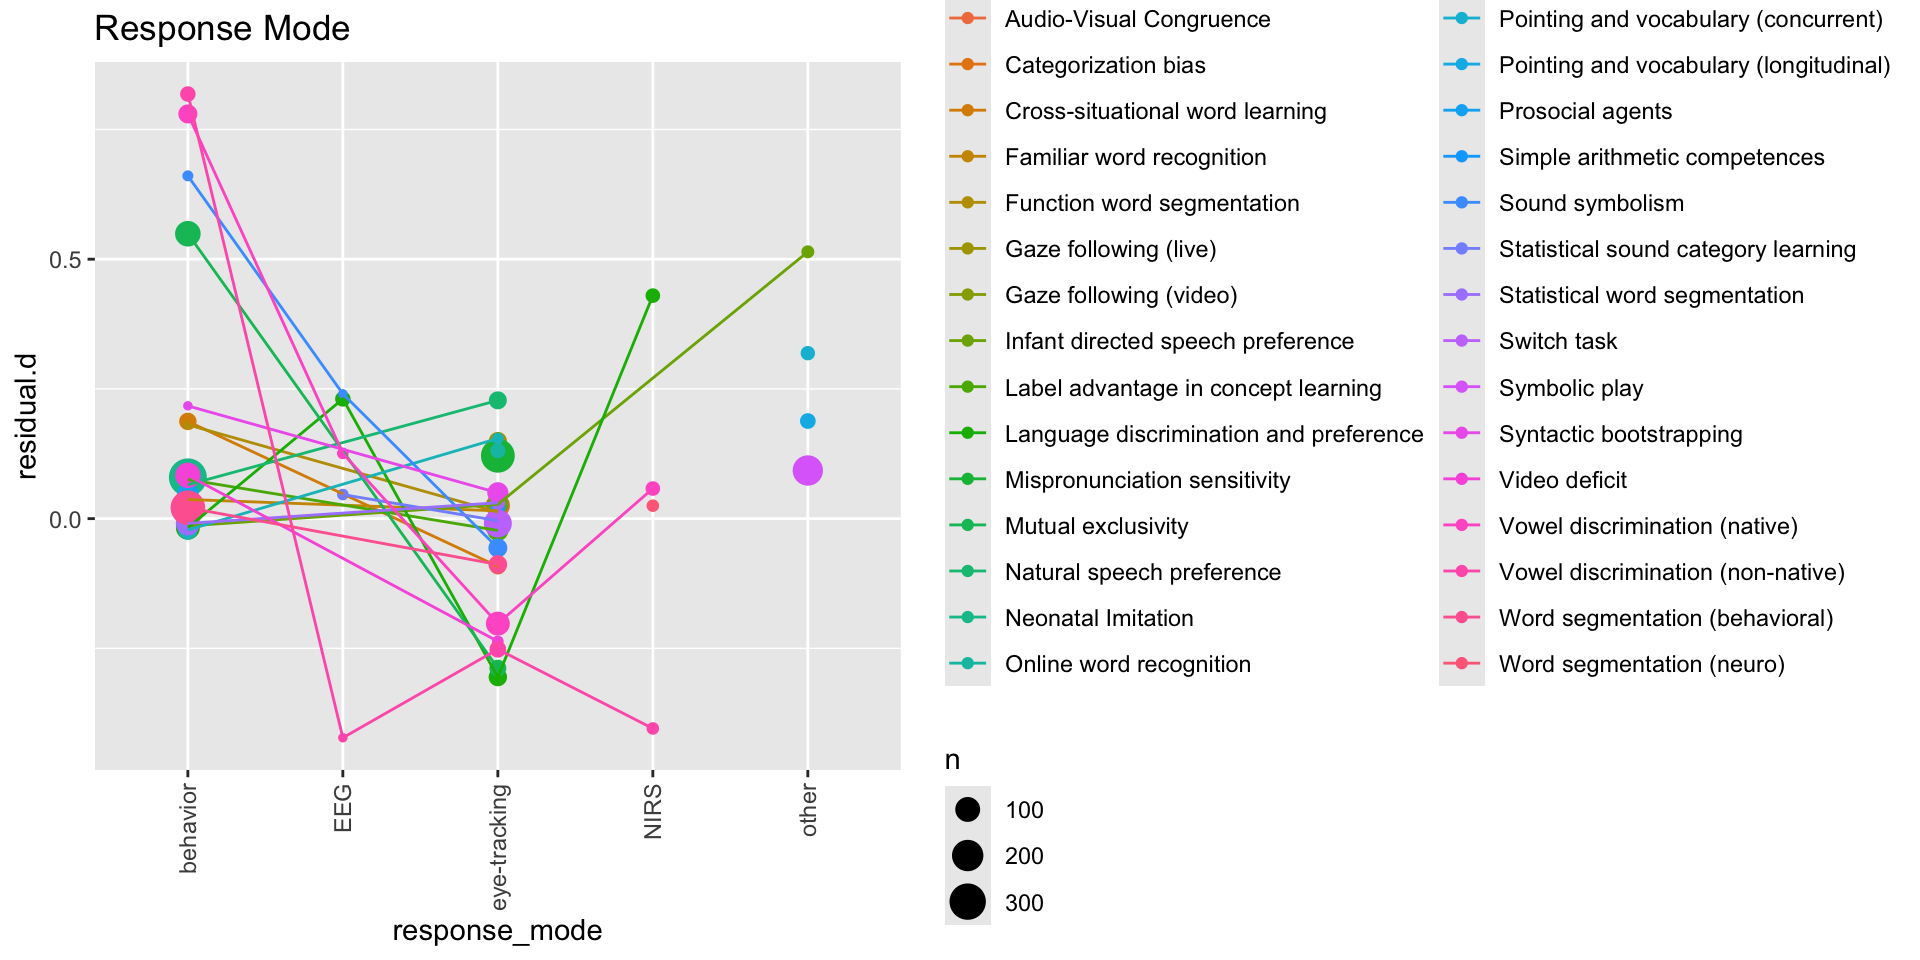 Response Mode
residual.d
0.5
0.0
behavior
EEG
eye-tracking
NIRS
other
response_mode
Audio-Visual Congruence
Categorization bias
Cross-situational word learning
Familiar word recognition
Function word segmentation
Gaze following (live)
Gaze following (video)
Infant directed speech preference
Label advantage in concept learning
Language discrimination and preference
Mispronunciation sensitivity
Mutual exclusivity
Natural speech preference
Neonatal Imitation
Online word recognition
Pointing and vocabulary (concurrent)
Pointing and vocabulary (longitudinal)
Prosocial agents
Simple arithmetic competences
Sound symbolism
Statistical sound category learning
Statistical word segmentation
Switch task
Symbolic play
Syntactic bootstrapping
Video deficit
Vowel discrimination (native)
Vowel discrimination (non-native)
Word segmentation (behavioral)
Word segmentation (neuro)
n
100
200
300